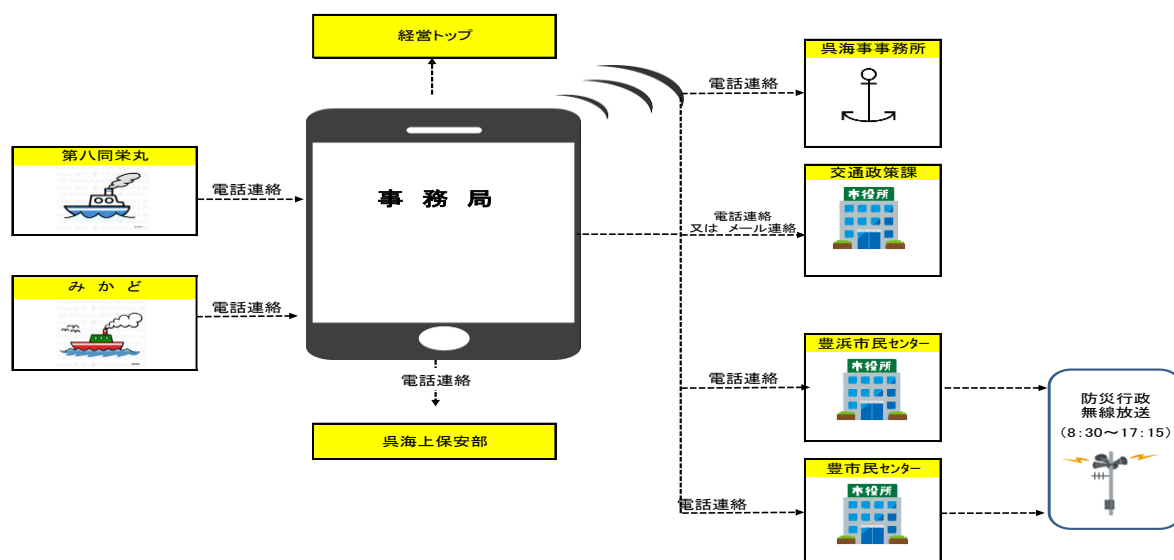 経営トップ
呉海事事務所
電話連絡
第八同栄丸
電話連絡
事務局
交通政策課
市役所
電話連絡
又は メール連絡
みかど
電話連絡
豊浜市民センター
市役所
電話連絡
電話連絡
呉海上保安部
防災行政
無線放送
(8:30～17:15)
豊市民センター
市役所
電話連絡